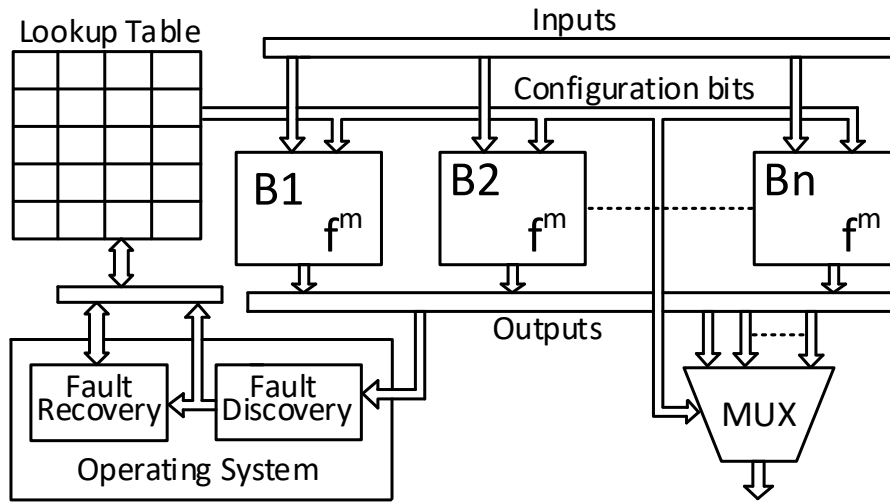 Lookup Table
Inputs
Configuration bits
B1
f^m
B2
f^m
Bn
f^m
Outputs
Fault
Recovery
Fault
Discovery
Operating System
MUX